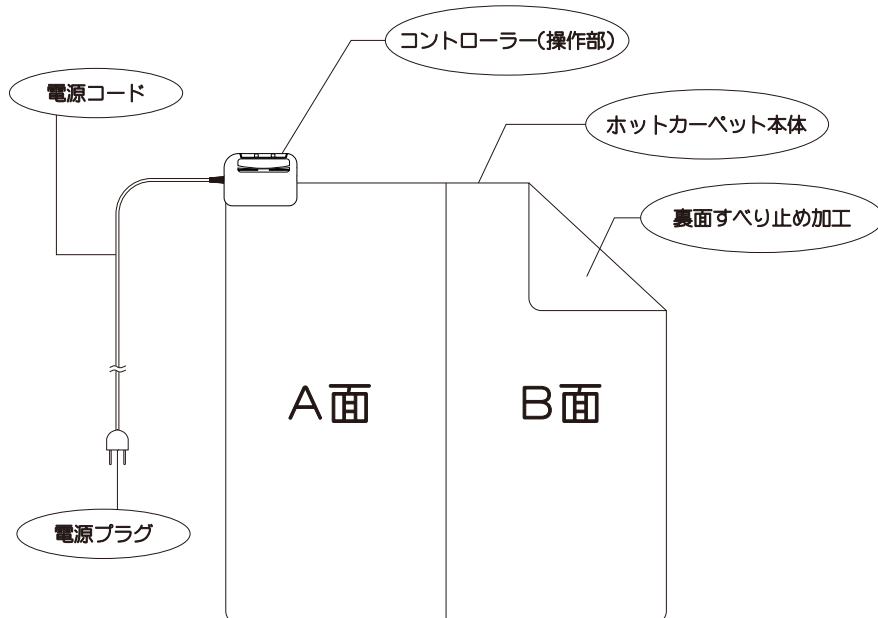 コントローラー(操作部)
電源コード
ホットカーペット本体
裏面すべり止め加工
A面
B面
電源プラグ